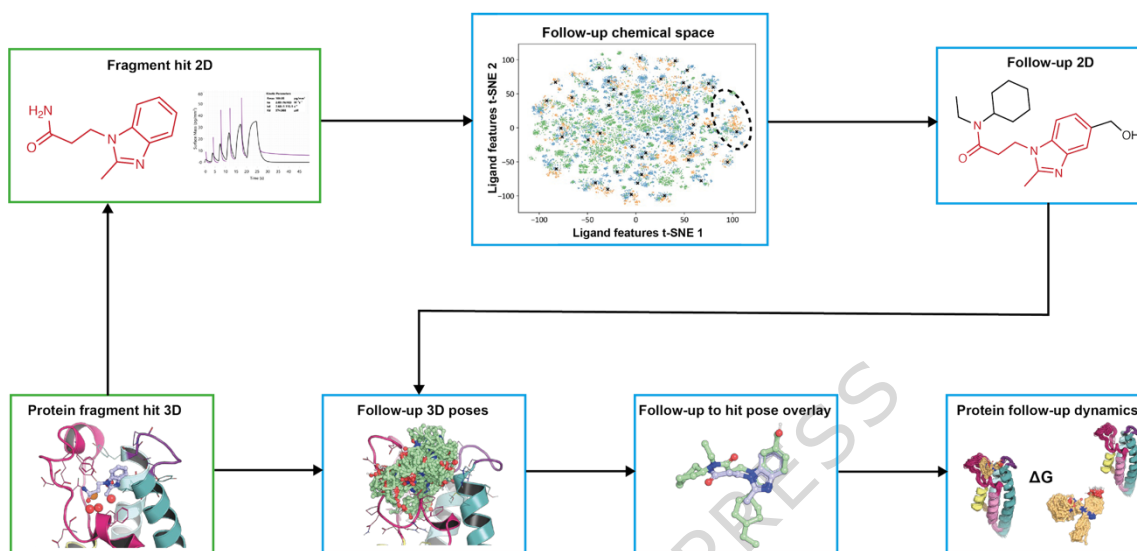 Fragment hit 2D
H₂N
O
N
N
Time (s)
Follow-up chemical space
Ligand features t-SNE 2
100
50
0
−50
−100
−100
−50
0
50
100
Ligand features t-SNE 1
Follow-up 2D
N
O
N
N
OH
Protein fragment hit 3D
Follow-up 3D poses
Follow-up to hit pose overlay
Protein follow-up dynamics
ΔG
RESS